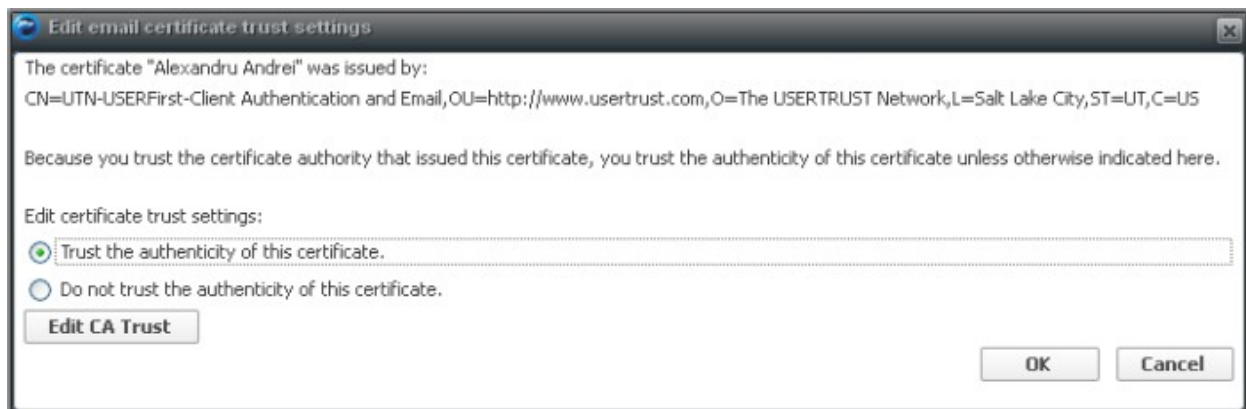 Edit email certificate trust settings
The certificate "Alexandru Andrei" was issued by:
CN=UTN-USERFirst-Client Authentication and Email,OU=http://www.usertrust.com,O=The USERTRUST Network,L=Salt Lake City,ST=UT,C=US
Because you trust the certificate authority that issued this certificate, you trust the authenticity of this certificate unless otherwise indicated here.
Edit certificate trust settings:
Trust the authenticity of this certificate.
Do not trust the authenticity of this certificate.
Edit CA Trust
OK Cancel